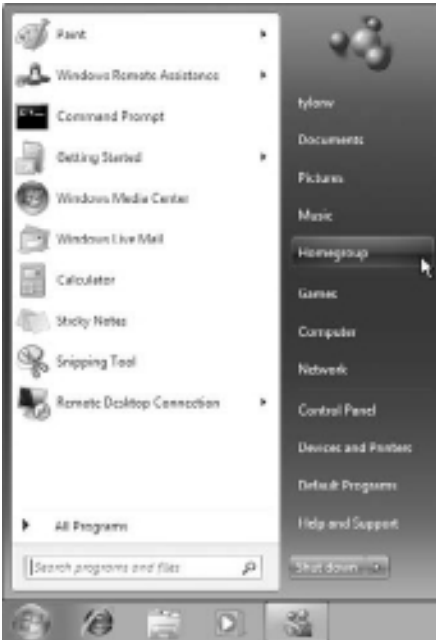 Paint
Windows Remote Assistance
Command Prompt
Getting Started
Windows Media Center
Windows Live Mail
Calculator
Sticky Notes
Snipping Tool
Remote Desktop Connection
All Programs
Search programs and files
Documents
Pictures
Music
Homegroup
Games
Computer
Network
Control Panel
Devices and Printers
Default Programs
Help and Support
Shut down